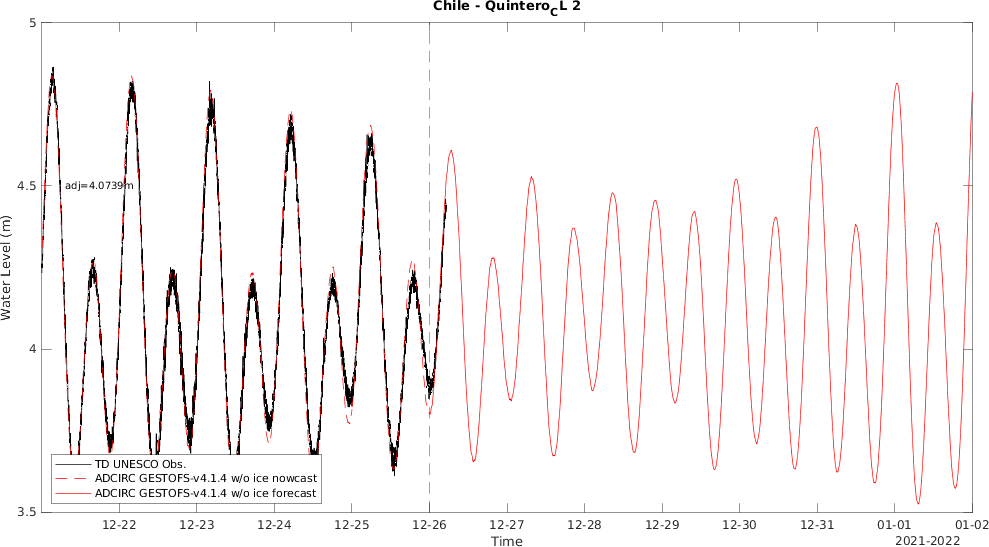 Chile - Quintero_CL 2
5
4.5
4
3.5
Water Level (m)
adj=4.0739m
TD UNESCO Obs.
ADCIRC GESTOFS-v4.1.4 w/o ice nowcast
ADCIRC GESTOFS-v4.1.4 w/o ice forecast
12-22 12-23 12-24 12-25 12-26 12-27 12-28 12-29 12-30 12-31 01-01 01-02
Time
2021-2022